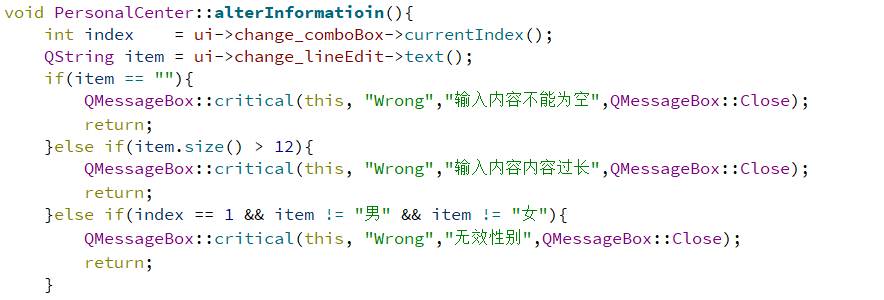 void PersonalCenter::alterInformatioin(){
    int index    = ui->change_comboBox->currentIndex();
    QString item = ui->change_lineEdit->text();
    if(item == ""){
        QMessageBox::critical(this, "Wrong","输入内容不能为空",QMessageBox::Close);
        return;
    }else if(item.size() > 12){
        QMessageBox::critical(this, "Wrong","输入内容内容过长",QMessageBox::Close);
        return;
    }else if(index == 1 && item != "男" && item != "女"){
        QMessageBox::critical(this, "Wrong","无效性别",QMessageBox::Close);
        return;
    }